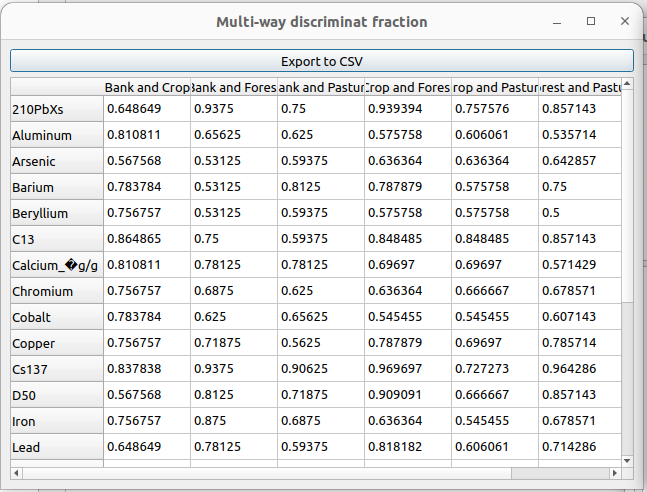 Multi-way discriminat fraction
Export to CSV
Bank and Crop Bank and Fores ank and Pastur Crop and Fores rop and Pastur rest and Pastu
210PbXs 0.648649 0.9375 0.75 0.939394 0.757576 0.857143
Aluminum 0.810811 0.65625 0.625 0.575758 0.606061 0.535714
Arsenic 0.567568 0.53125 0.59375 0.636364 0.636364 0.642857
Barium 0.783784 0.53125 0.8125 0.787879 0.575758 0.75
Beryllium 0.756757 0.53125 0.59375 0.575758 0.575758 0.5
C13 0.864865 0.75 0.59375 0.848485 0.848485 0.857143
Calcium_�g/g 0.810811 0.78125 0.78125 0.69697 0.69697 0.571429
Chromium 0.756757 0.6875 0.625 0.636364 0.666667 0.678571
Cobalt 0.783784 0.625 0.65625 0.545455 0.545455 0.607143
Copper 0.756757 0.71875 0.5625 0.787879 0.69697 0.785714
Cs137 0.837838 0.9375 0.90625 0.969697 0.727273 0.964286
D50 0.567568 0.8125 0.71875 0.909091 0.666667 0.857143
Iron 0.756757 0.875 0.6875 0.636364 0.545455 0.678571
Lead 0.648649 0.78125 0.59375 0.818182 0.606061 0.714286